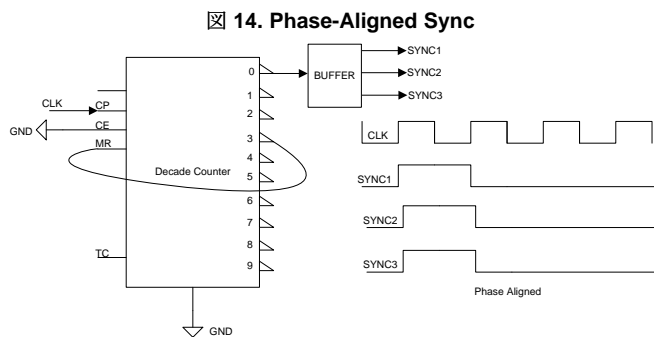 図 14. Phase-Aligned Sync
SYNC1
0
BUFFER
SYNC2
1
SYNC3
CLK
CP
2
GND
CE
3
CLK
MR
4
Decade Counter
5
SYNC1
6
7
SYNC2
8
TC
9
SYNC3
Phase Aligned
GND